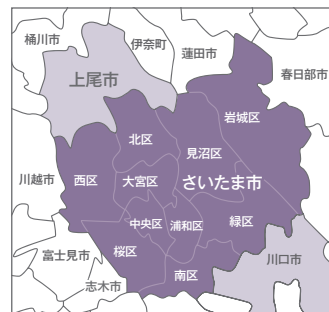 桶川市
伊奈町
蓮田市
上尾市
春日部市
岩城区
北区
見沼区
川越市
西区
大宮区
さいたま市
中央区
浦和区
緑区
桜区
富士見市
川口市
南区
志木市